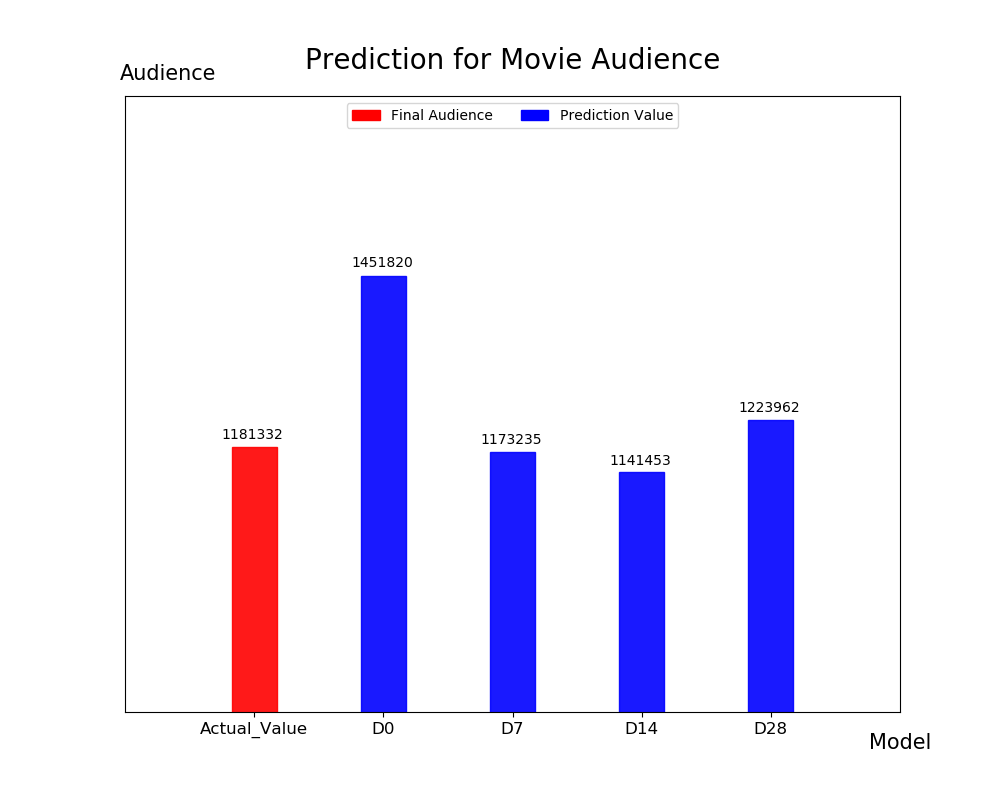 Prediction for Movie Audience
Audience
Final Audience
Prediction Value
1451820
1181332
1173235
1141453
1223962
Actual_Value
D0
D7
D14
D28
Model